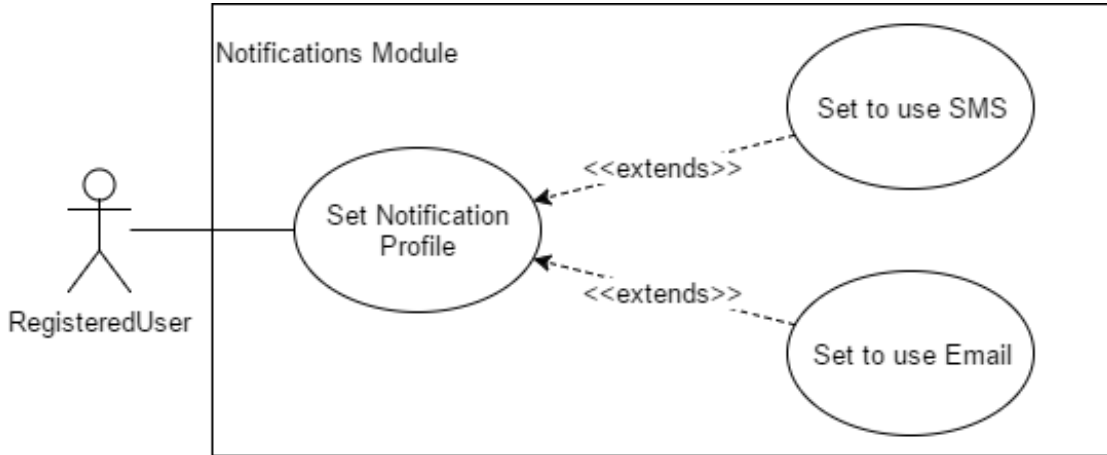 Notifications Module
Set to use SMS
<<extends>>
Set Notification
Profile
<<extends>>
RegisteredUser
Set to use Email